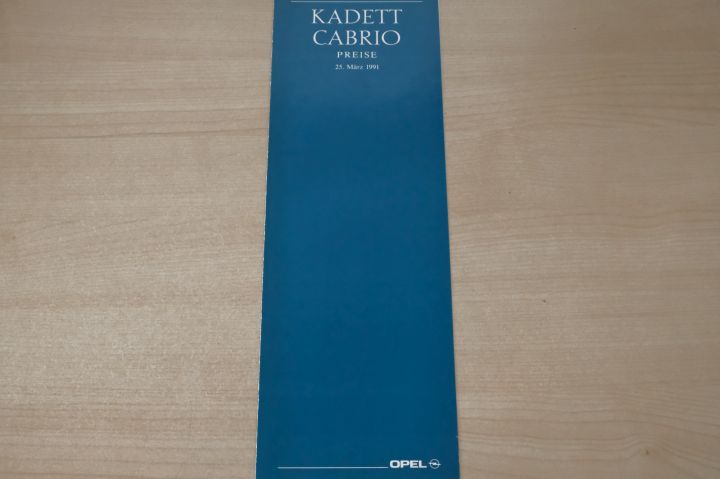 KADETT
CABRIO
PREISE
25. März 1991
OPEL